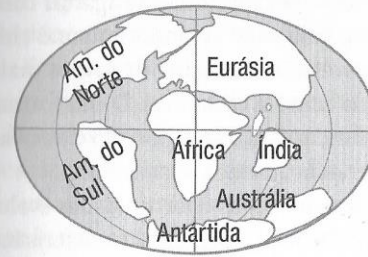 Am. do
Norte
Eurásia
Am. do
Sul
África
Índia
Austrália
Antártida